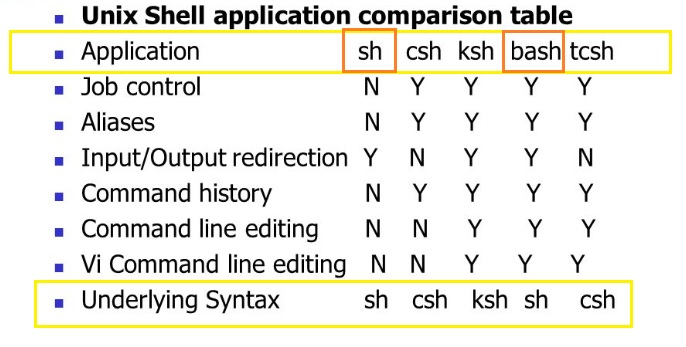 Unix Shell application comparison table
Application sh csh ksh bash tcsh
Job control N Y Y Y Y
Aliases N Y Y Y Y
Input/Output redirection Y N Y Y N
Command history N Y Y Y Y
Command line editing N N Y Y Y
Vi Command line editing N N Y Y Y
Underlying Syntax sh csh ksh sh csh